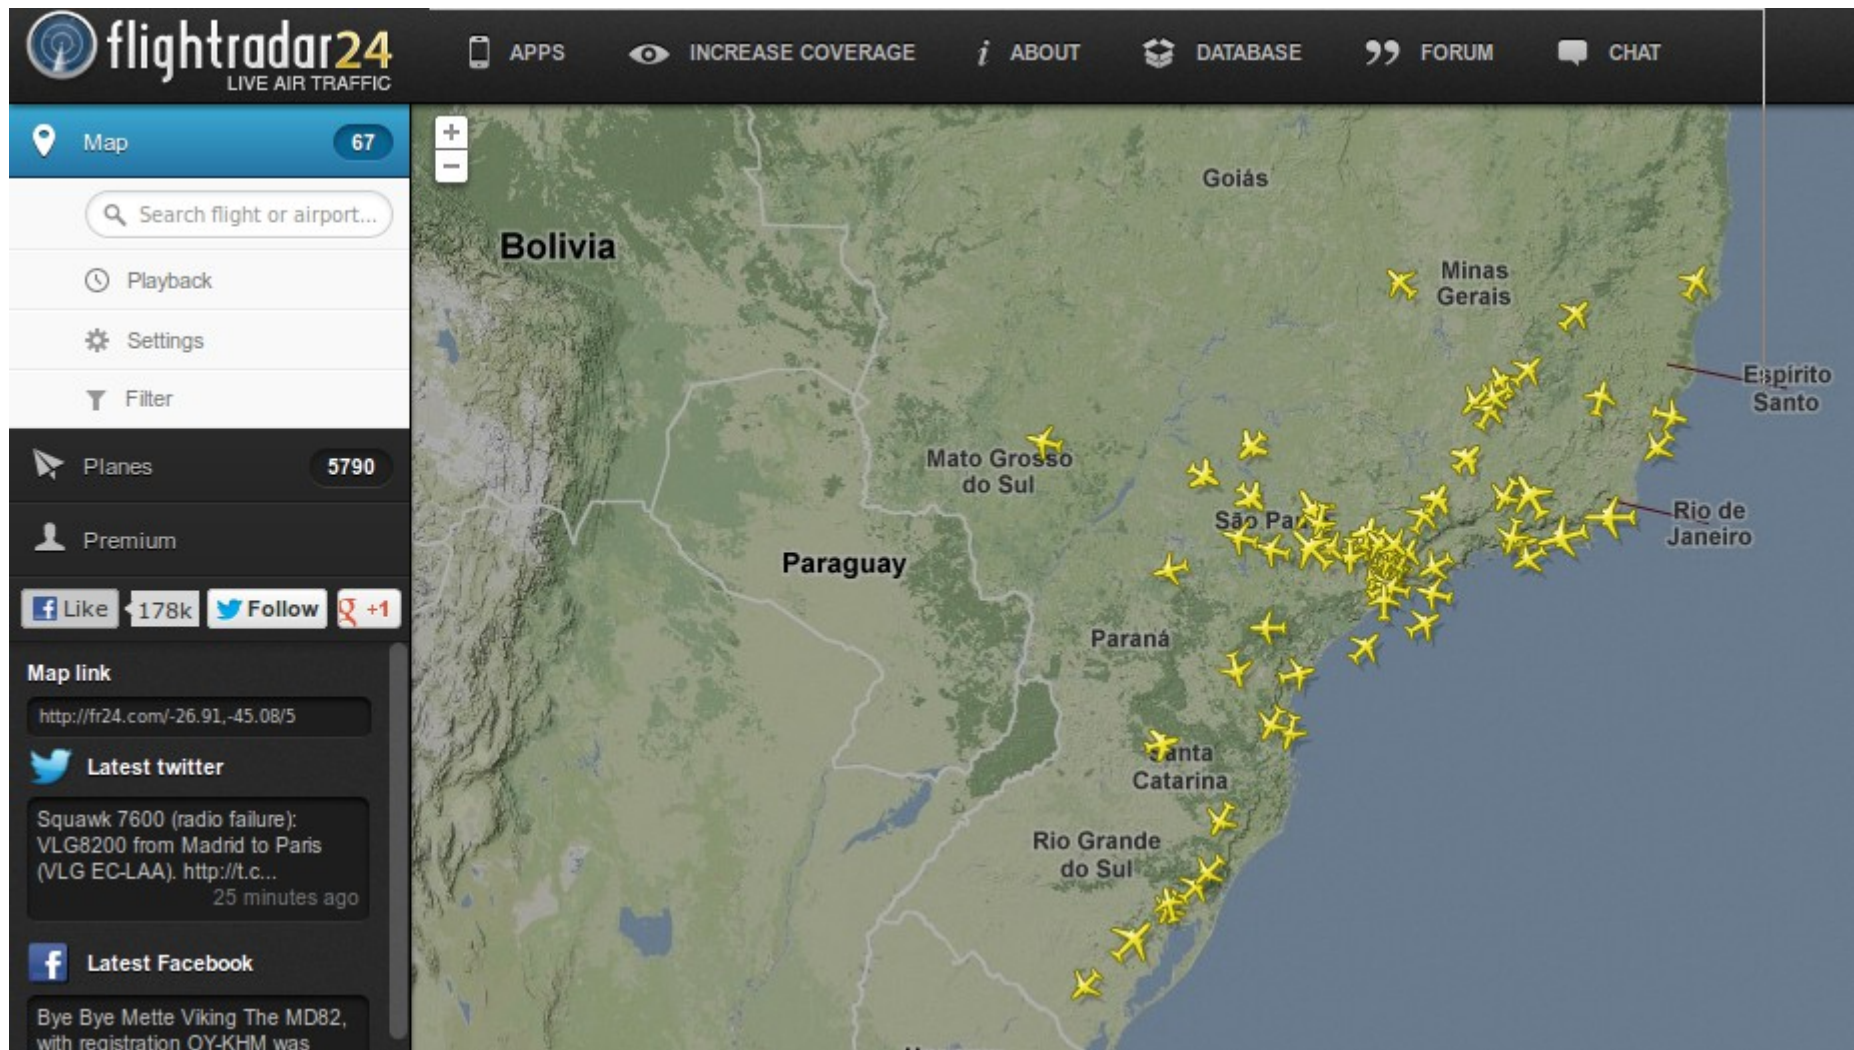 flightradar24
LIVE AIR TRAFFIC
APPS
INCREASE COVERAGE
ABOUT
DATABASE
FORUM
CHAT
Map
67
Search flight or airport...
Playback
Settings
Filter
Planes
5790
Premium
Like
178k
Follow
+1
Map link
http://fr24.com/-26.91,-45.08/5
Latest twitter
Squawk 7600 (radio failure):
VLG8200 from Madrid to Paris
(VLG EC-LAA). http://t.c...
25 minutes ago
Latest Facebook
Bye Bye Mette Viking The MD82,
with registration OY-KHM was
+
−
Goiás
Bolivia
Minas
Gerais
Espírito
Santo
Mato Grosso
do Sul
São
Rio de
Janeiro
Paraguay
Paraná
Santa
Catarina
Rio Grande
do Sul